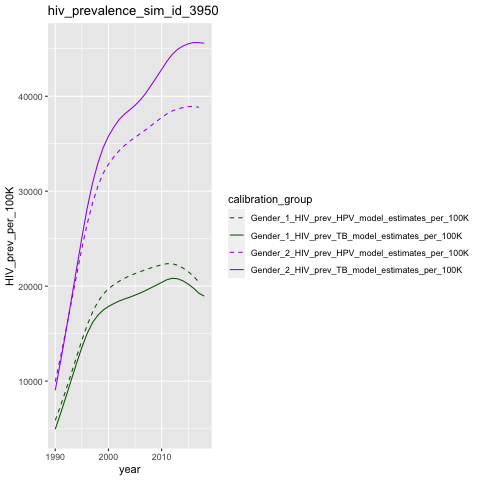 hiv_prevalence_sim_id_3950
HIV_prev_per_100K
40000
30000
20000
10000
1990
2000
2010
year
calibration_group
Gender_1_HIV_prev_HPV_model_estimates_per_100K
Gender_1_HIV_prev_TB_model_estimates_per_100K
Gender_2_HIV_prev_HPV_model_estimates_per_100K
Gender_2_HIV_prev_TB_model_estimates_per_100K